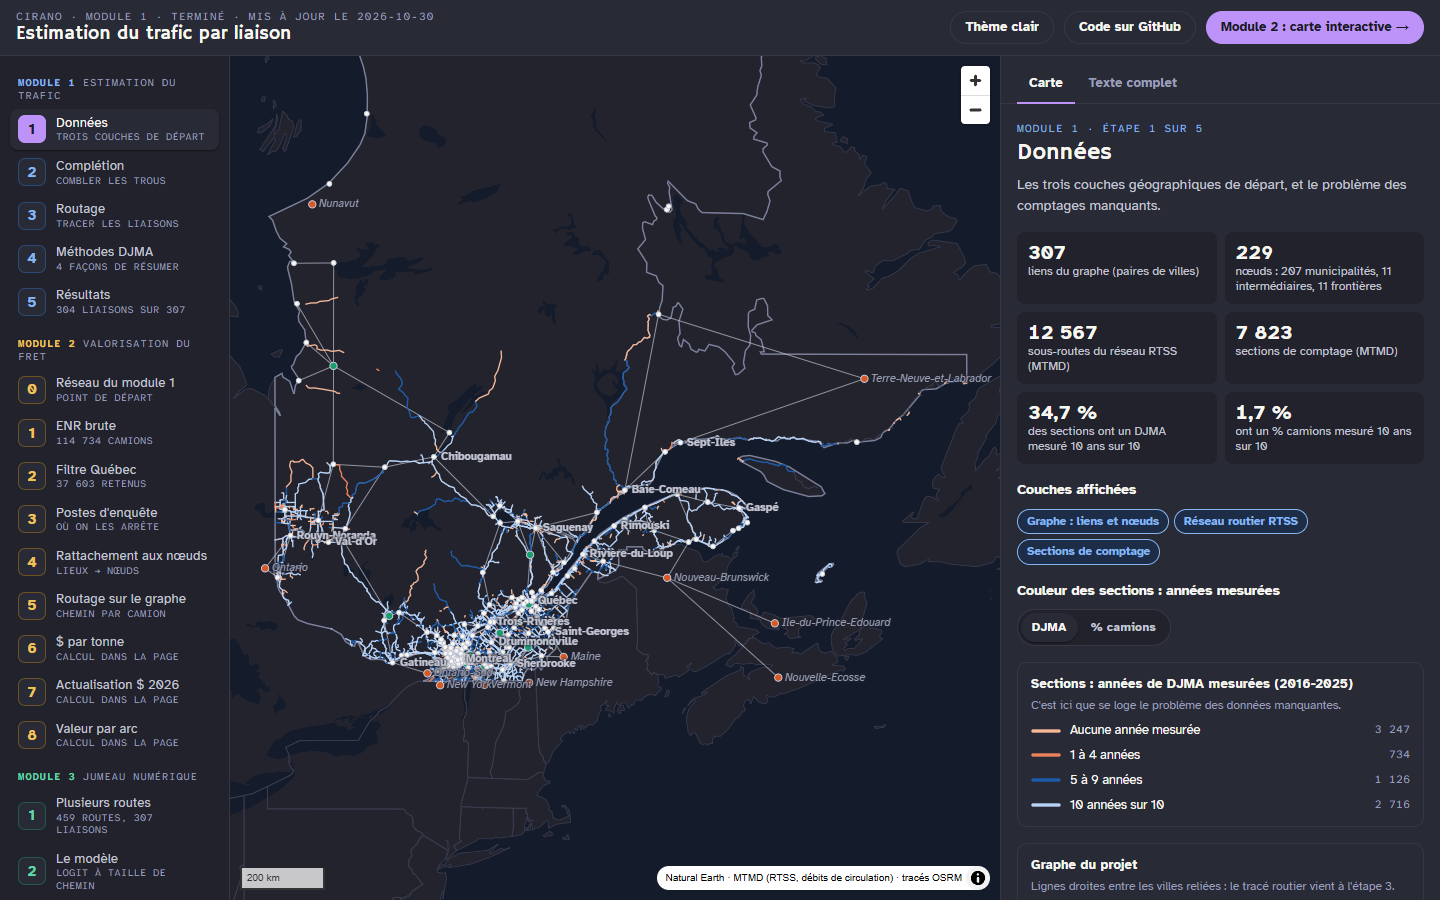 CIRANO · MODULE 1 · TERMINÉ · MIS À JOUR LE 2026-10-30
Estimation du trafic par liaison
Thème clair
Code sur GitHub
Module 2 : carte interactive →
MODULE 1 ESTIMATION DU
TRAFIC
1
Données
TROIS COUCHES DE DÉPART
2
Complétion
COMBLER LES TROUS
3
Routage
TRACER LES LIAISONS
4
Méthodes DJMA
4 FAÇONS DE RÉSUMER
5
Résultats
304 LIAISONS SUR 307
MODULE 2 VALORISATION DU
FRET
0
Réseau du module 1
POINT DE DÉPART
1
ENR brute
114 734 CAMIONS
2
Filtre Québec
37 603 RETENUS
3
Postes d'enquête
OÙ ON LES ARRÊTE
4
Rattachement aux nœuds
LIEUX → NŒUDS
5
Routage sur le graphe
CHEMIN PAR CAMION
6
$ par tonne
CALCUL DANS LA PAGE
7
Actualisation $ 2026
CALCUL DANS LA PAGE
8
Valeur par arc
CALCUL DANS LA PAGE
MODULE 3 JUMEAU NUMÉRIQUE
1
Plusieurs routes
459 ROUTES, 307
LIAISONS
2
Le modèle
LOGIT À TAILLE DE
CHEMIN
Nunavut
Terre-Neuve-et-Labrador
Sept-Îles
Chibougamau
Baie-Comeau
Gaspé
Saguenay
Rimouski
Rouyn-Noranda
Val-d'Or
Rivière-du-Loup
Ontario
Nouveau-Brunswick
Québec
Trois-Rivières
Île-du-Prince-Edouard
Saint-Georges
Drummondville
Maine
Gatineau
Montréal
Sherbrooke
Nouvelle-Ecosse
New York
Vermont
New Hampshire
+
−
200 km
Natural Earth · MTMD (RTSS, débits de circulation) · tracés OSRM
Carte
Texte complet
MODULE 1 · ÉTAPE 1 SUR 5
Données
Les trois couches géographiques de départ, et le problème des
comptages manquants.
307
liens du graphe (paires de villes)
229
nœuds : 207 municipalités, 11
intermédiaires, 11 frontières
12 567
sous-routes du réseau RTSS
(MTMD)
7 823
sections de comptage (MTMD)
34,7 %
des sections ont un DJMA
mesuré 10 ans sur 10
1,7 %
ont un % camions mesuré 10 ans
sur 10
Couches affichées
Graphe : liens et nœuds
Réseau routier RTSS
Sections de comptage
Couleur des sections : années mesurées
DJMA
% camions
Sections : années de DJMA mesurées (2016-2025)
C'est ici que se loge le problème des données manquantes.
Aucune année mesurée 3 247
1 à 4 années 734
5 à 9 années 1 126
10 années sur 10 2 716
Graphe du projet
Lignes droites entre les villes reliées : le tracé routier vient à l'étape 3.